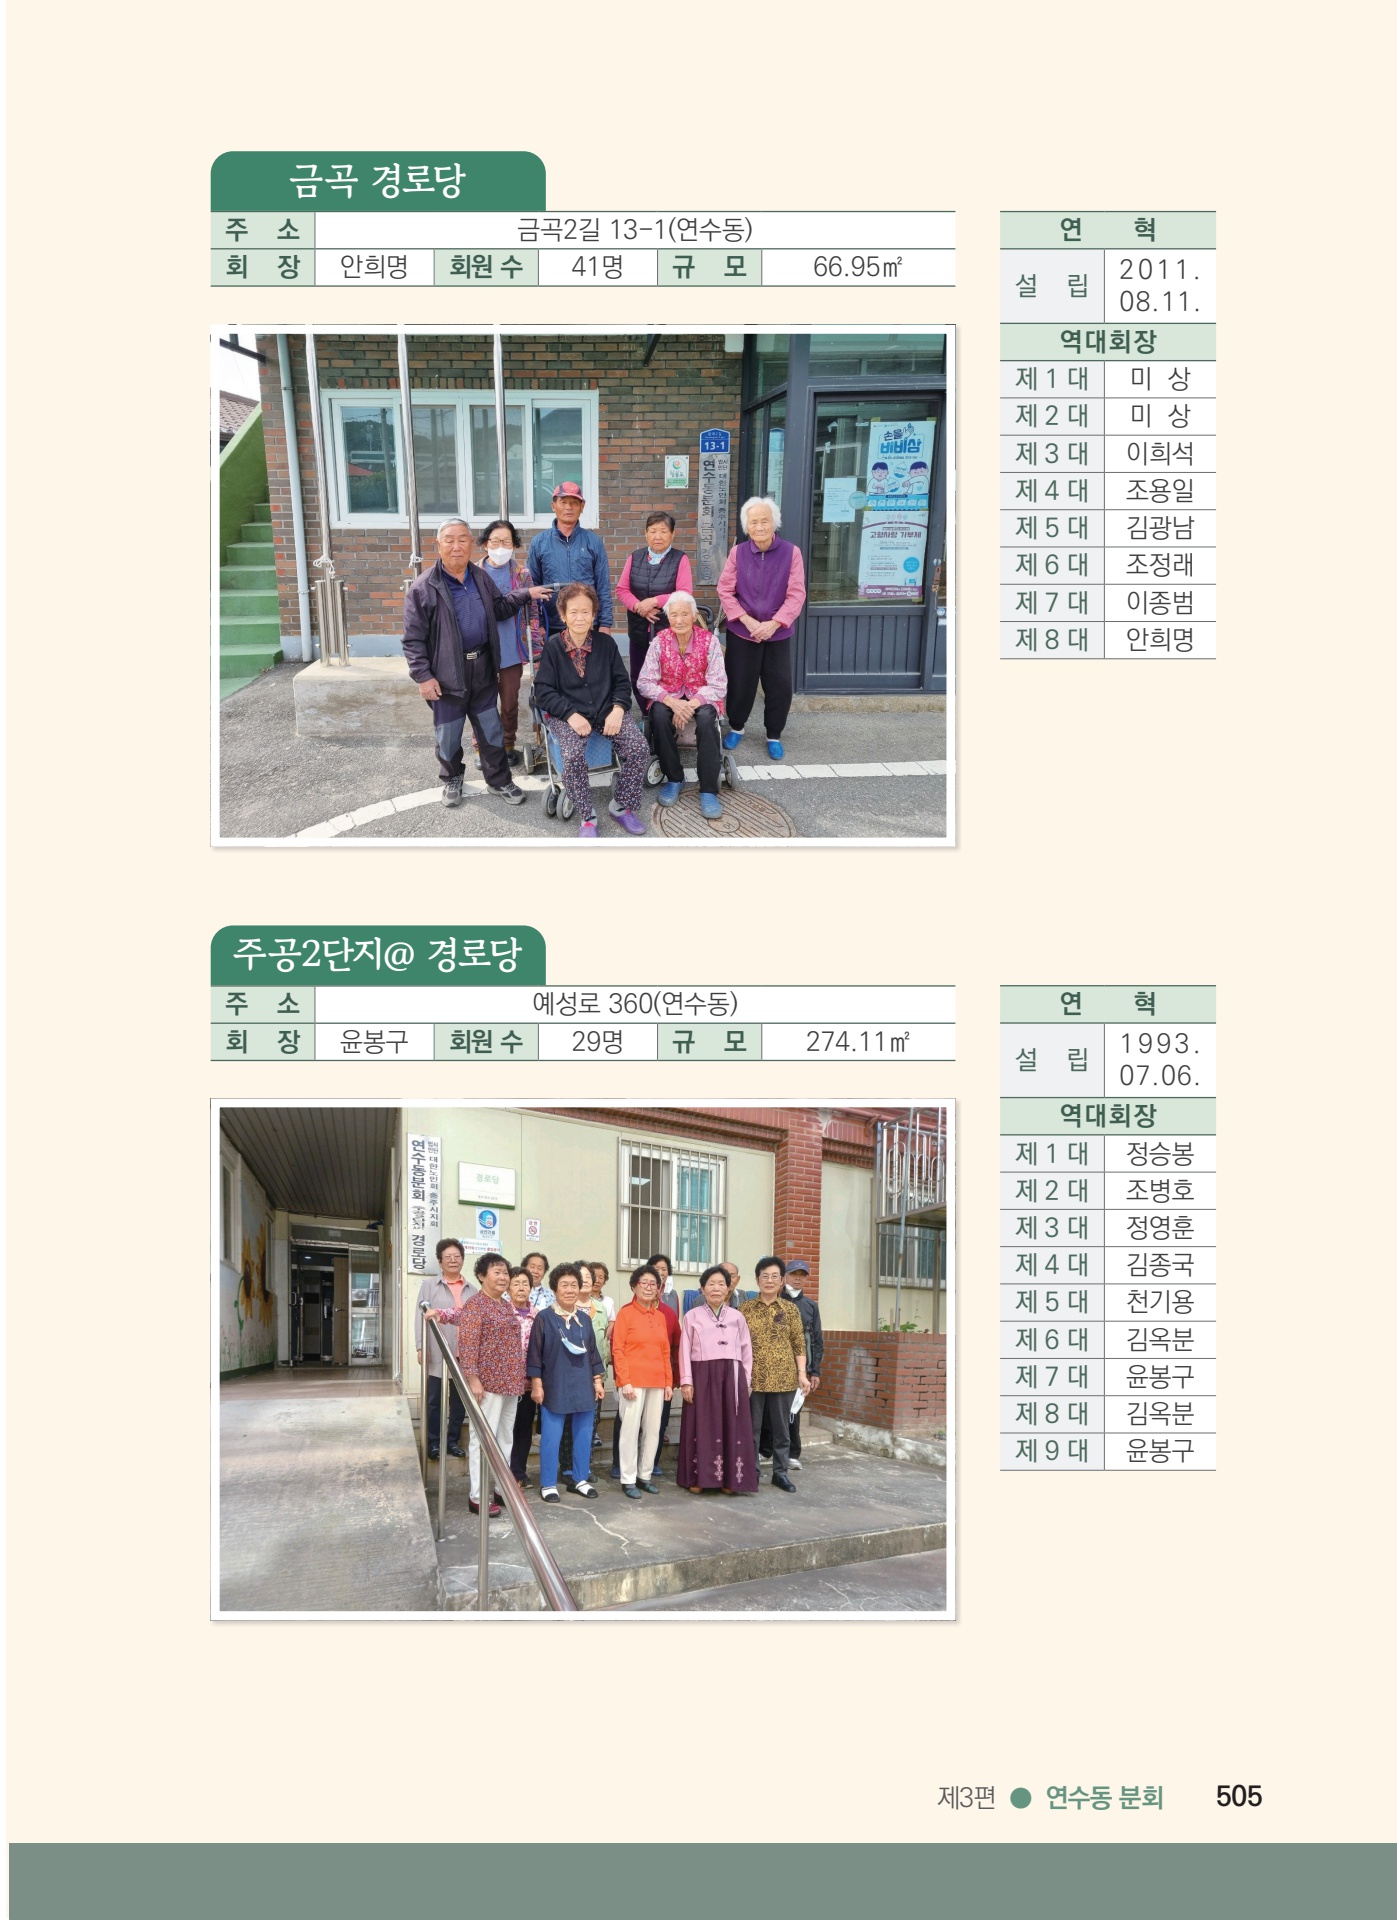 금곡 경로당
주 소 금곡2길 13-1(연수동)
회 장 안희명 회원 수 41명 규 모 66.95㎡
연 혁
설 립 2011. 08.11.
역대회장
제 1 대 미 상
제 2 대 미 상
제 3 대 이희석
제 4 대 조용일
제 5 대 김광남
제 6 대 조정래
제 7 대 이종범
제 8 대 안희명
13-1
연수동분회 금곡
손을
비비삼
고향사랑 기부제
주공2단지@ 경로당
주 소 예성로 360(연수동)
회 장 윤봉구 회원 수 29명 규 모 274.11㎡
연 혁
설 립 1993. 07.06.
역대회장
제 1 대 정승봉
제 2 대 조병호
제 3 대 정영훈
제 4 대 김종국
제 5 대 천기용
제 6 대 김옥분
제 7 대 윤봉구
제 8 대 김옥분
제 9 대 윤봉구
대한노인회 충주시지회
연수동분회 경로당
경로당
제3편 ● 연수동 분회 505